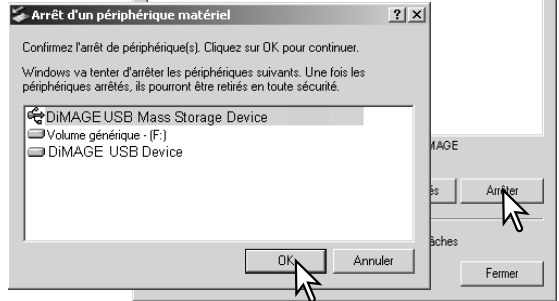 Arrêt d'un périphérique matériel
Confirmez l'arrêt de périphérique(s). Cliquez sur OK pour continuer.
Windows va tenter d'arrêter les périphériques suivants. Une fois les
périphériques arrêtés, ils pourront être retirés en toute sécurité.
DiMAGE USB Mass Storage Device
Volume générique - (F:)
DiMAGE USB Device
OK
Annuler
Arrêter
Fermer